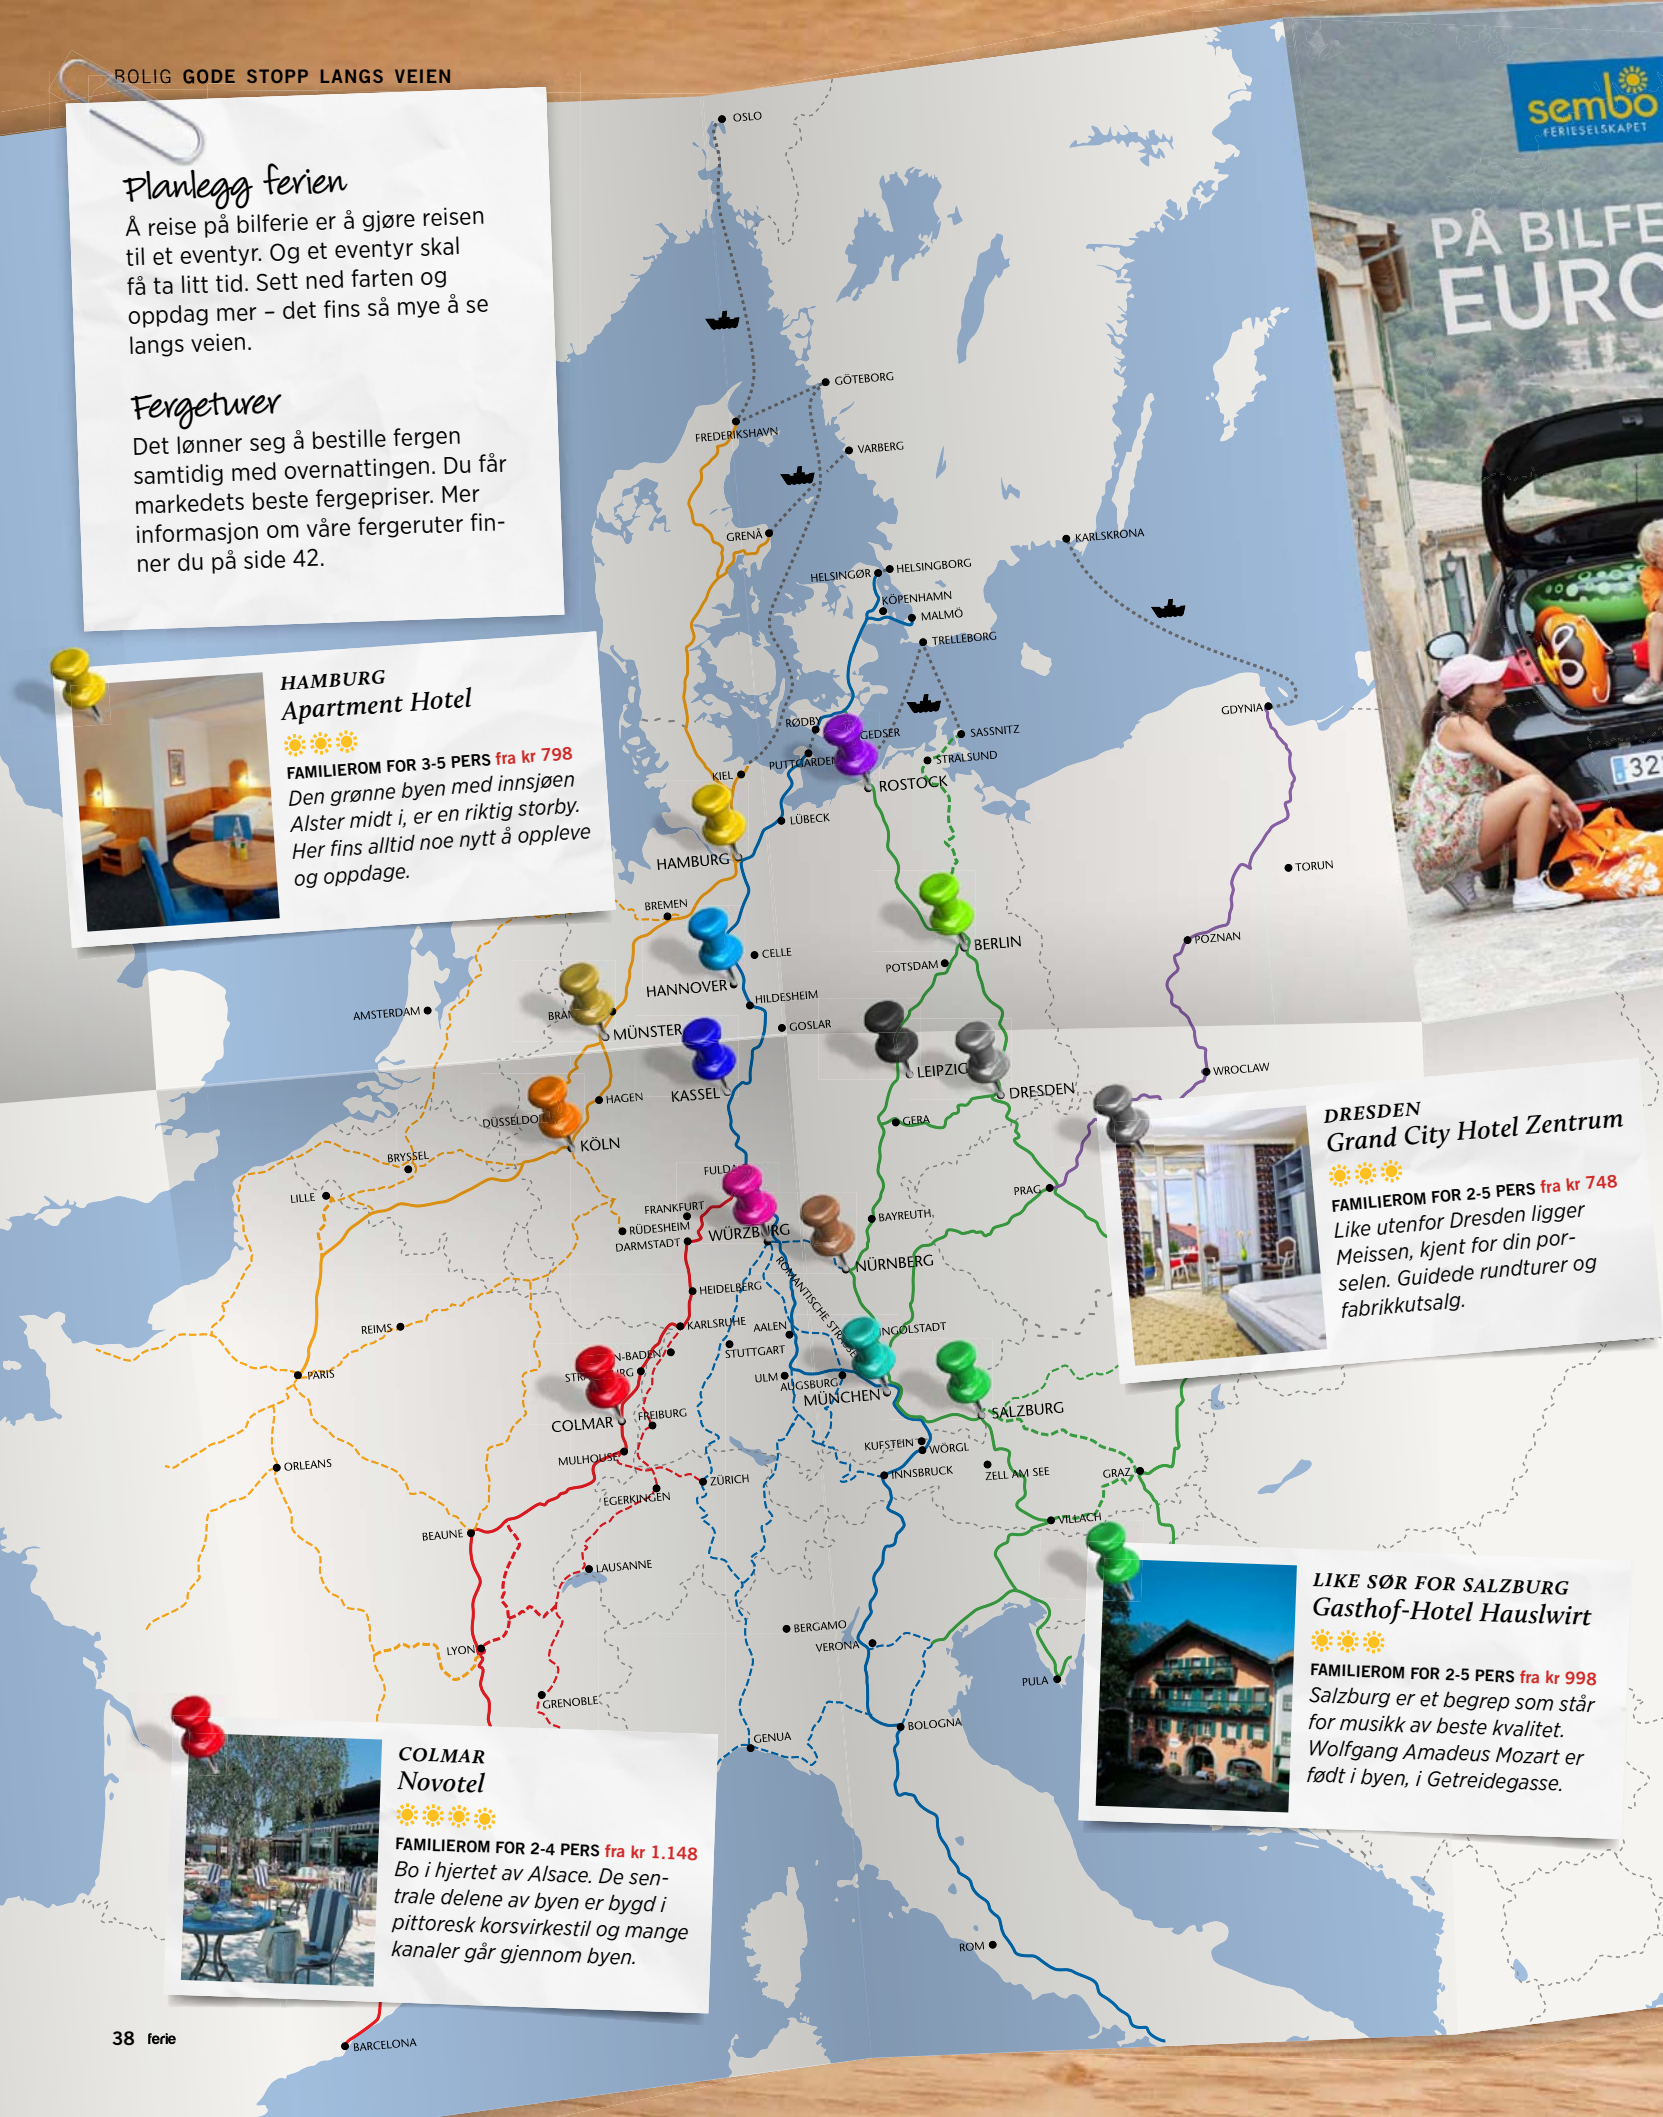 BOLIG GODE STOPP LANGS VEIEN
Planlegg ferien
Å reise på bilferie er å gjøre reisen
til et eventyr. Og et eventyr skal
få ta litt tid. Sett ned farten og
oppdag mer – det fins så mye å se
langs veien.
Fergeturer
Det lønner seg å bestille fergen
samtidig med overnattingen. Du får
markedets beste fergepriser. Mer
informasjon om våre fergeruter fin-
ner du på side 42.
sembo
FERIESELSKAPET
PÅ BILFE
EURO
32
HAMBURG
Apartment Hotel
FAMILIEROM FOR 3-5 PERS fra kr 798
Den grønne byen med innsjøen
Alster midt i, er en riktig storby.
Her fins alltid noe nytt å oppleve
og oppdage.
OSLO
GÖTEBORG
FREDERIKSHAVN
VARBERG
GRENÅ
KARLSKRONA
HELSINGØR
HELSINGBORG
KÖPENHAMN
MALMÖ
TRELLEBORG
GDYNIA
RØDBY
GEDSER
SASSNITZ
PUTTGARDEN
STRALSUND
KIEL
ROSTOCK
LÜBECK
HAMBURG
TORUN
BREMEN
BERLIN
POZNAN
CELLE
POTSDAM
HANNOVER
HILDESHEIM
AMSTERDAM
BRAM
MÜNSTER
GOSLAR
LEIPZIG
WROCLAW
KASSEL
DRESDEN
HAGEN
DÜSSELDO
GERA
KÖLN
BRYSSEL
FULDA
LILLE
PRAG
FRANKFURT
RÜDESHEIM
DARMSTADT
WÜRZBURG
BAYREUTH
NÜRNBERG
ROMANTISCHE STRASSE
HEIDELBERG
REIMS
KARLSRUHE
AALEN
INGOLSTADT
STUTTGART
N-BADEN
STR
RG
PARIS
ULM
AUGSBURG
MÜNCHEN
COLMAR
FREIBURG
SALZBURG
KUFSTEIN
WÖRGL
MULHOUSE
ORLEANS
ZÜRICH
INNSBRUCK
ZELL AM SEE
GRAZ
EGERKINGEN
VILLACH
BEAUNE
LAUSANNE
BERGAMO
VERONA
LYON
PULA
GRENOBLE
BOLOGNA
GENUA
ROM
BARCELONA
DRESDEN
Grand City Hotel Zentrum
FAMILIEROM FOR 2-5 PERS fra kr 748
Like utenfor Dresden ligger
Meissen, kjent for din por-
selen. Guidede rundturer og
fabrikkutsalg.
LIKE SØR FOR SALZBURG
Gasthof-Hotel Hauslwirt
FAMILIEROM FOR 2-5 PERS fra kr 998
Salzburg er et begrep som står
for musikk av beste kvalitet.
Wolfgang Amadeus Mozart er
født i byen, i Getreidegasse.
COLMAR
Novotel
FAMILIEROM FOR 2-4 PERS fra kr 1.148
Bo i hjertet av Alsace. De sen-
trale delene av byen er bygd i
pittoresk korsvirkestil og mange
kanaler går gjennom byen.
38 ferie